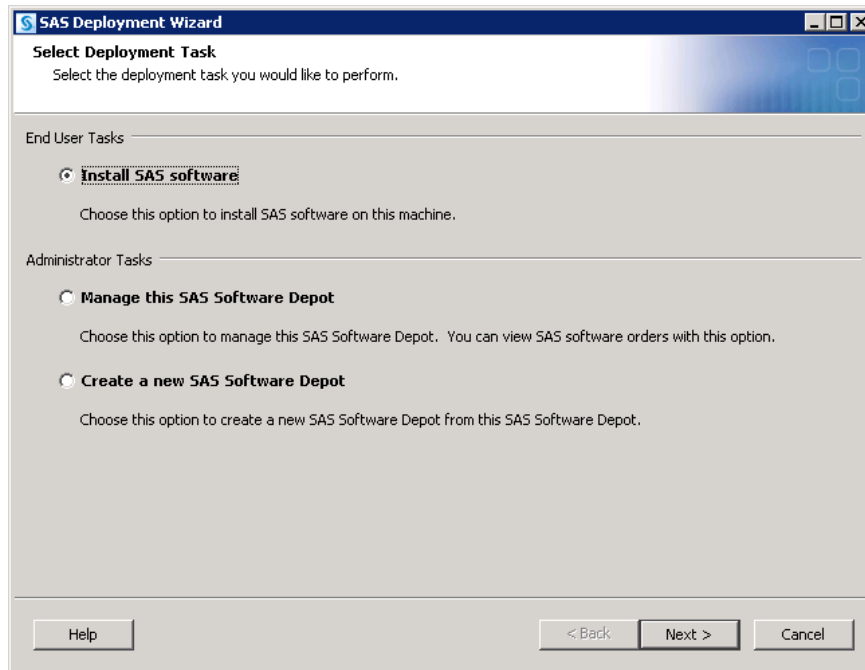 SAS Deployment Wizard
Select Deployment Task
Select the deployment task you would like to perform.
End User Tasks
Install SAS software
Choose this option to install SAS software on this machine.
Administrator Tasks
Manage this SAS Software Depot
Choose this option to manage this SAS Software Depot. You can view SAS software orders with this option.
Create a new SAS Software Depot
Choose this option to create a new SAS Software Depot from this SAS Software Depot.
Help < Back Next > Cancel